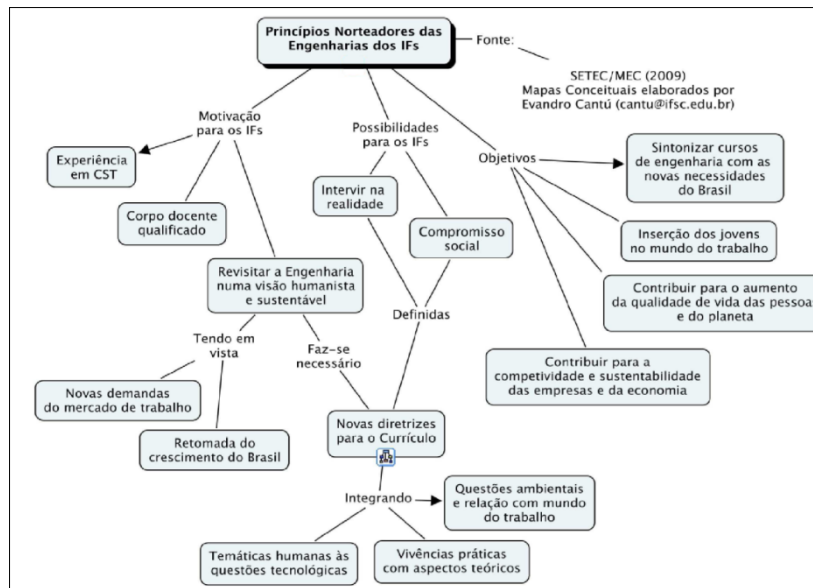 Princípios Norteadores das
Engenharias dos IFs
Fonte:
SETEC/MEC (2009)
Mapas Conceituais elaborados por
Evandro Cantú (cantu@ifsc.edu.br)
Motivação
para os IFs
Possibilidades
para os IFs
Objetivos
Sintonizar cursos
de engenharia com as
novas necessidades
do Brasil
Experiência
em CST
Intervir na
realidade
Corpo docente
qualificado
Compromisso
social
Inserção dos jovens
no mundo do trabalho
Revisitar a Engenharia
numa visão humanista
e sustentável
Contribuir para o aumento
da qualidade de vida das pessoas
e do planeta
Definidas
Tendo em
vista
Faz-se
necessário
Contribuir para a
competividade e sustentabilidade
das empresas e da economia
Novas demandas
do mercado de trabalho
Novas diretrizes
para o Currículo
Retomada do
crescimento do Brasil
Integrando
Questões ambientais
e relação com mundo
do trabalho
Temáticas humanas às
questões tecnológicas
Vivências práticas
com aspectos teóricos